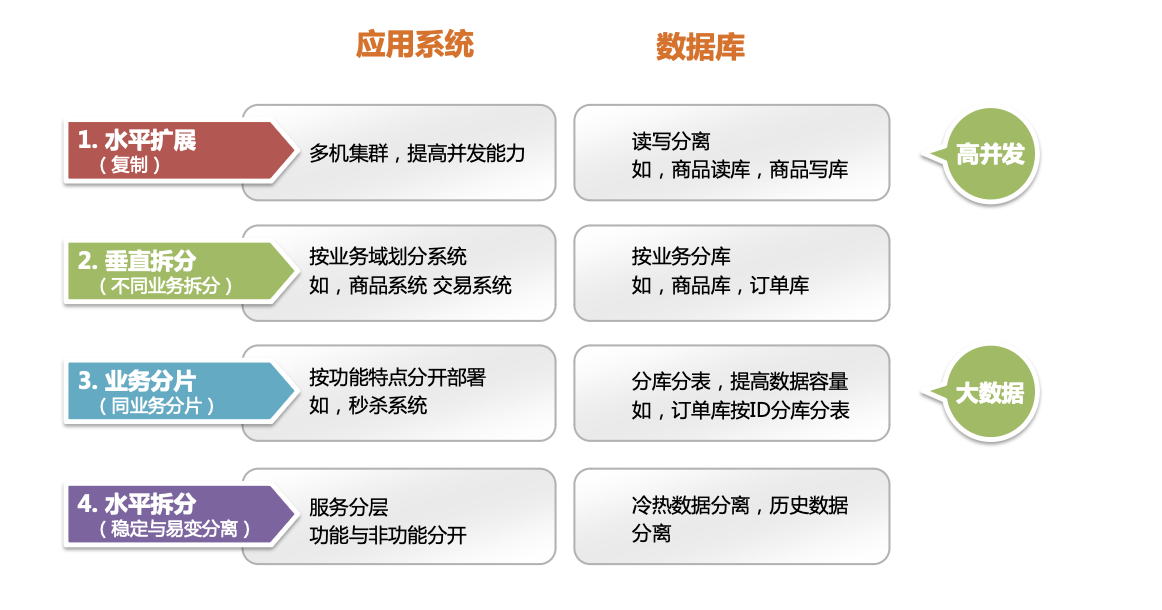 应用系统
数据库
1. 水平扩展
（复制）
多机集群，提高并发能力
读写分离
如，商品读库，商品写库
高并发
2. 垂直拆分
（不同业务拆分）
按业务域划分系统
如，商品系统 交易系统
按业务分库
如，商品库，订单库
3. 业务分片
（同业务分片）
按功能特点分开部署
如，秒杀系统
分库分表，提高数据容量
如，订单库按ID分库分表
大数据
4. 水平拆分
（稳定与易变分离）
服务分层
功能与非功能分开
冷热数据分离，历史数据
分离